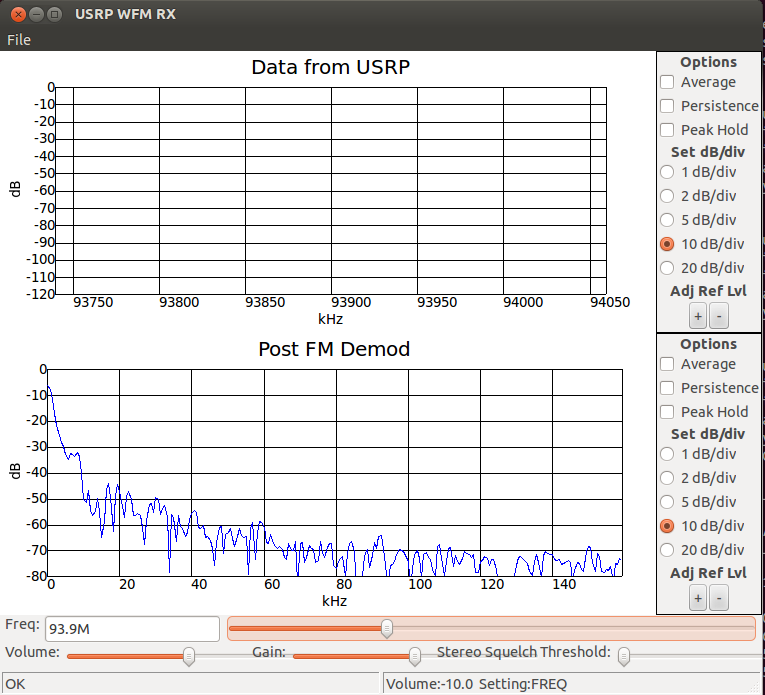 USRP WFM RX
File
Data from USRP
dB
0
-10
-20
-30
-40
-50
-60
-70
-80
-90
-100
-110
-120
93750 93800 93850 93900 93950 94000 94050
kHz
Options
Average
Persistence
Peak Hold
Set dB/div
1 dB/div
2 dB/div
5 dB/div
10 dB/div
20 dB/div
Adj Ref Lvl
+ -
Post FM Demod
dB
0
-10
-20
-30
-40
-50
-60
-70
-80
0 20 40 60 80 100 120 140
kHz
Options
Average
Persistence
Peak Hold
Set dB/div
1 dB/div
2 dB/div
5 dB/div
10 dB/div
20 dB/div
Adj Ref Lvl
+ -
Freq: 93.9M
Volume: Gain: Stereo Squelch Threshold:
OK Volume:-10.0 Setting:FREQ